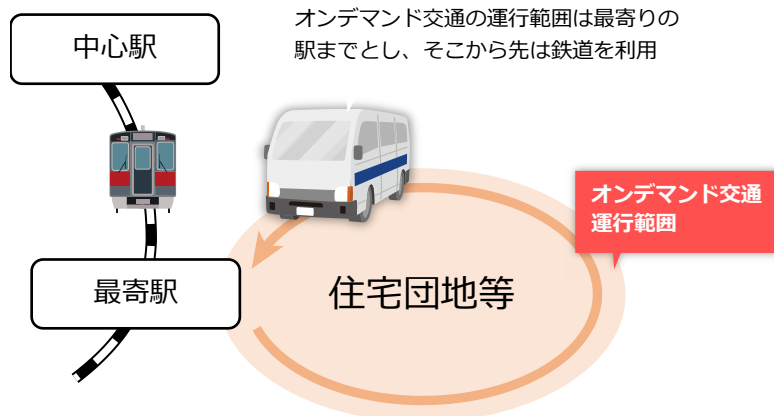 オンデマンド交通の運行範囲は最寄りの
駅までとし、そこから先は鉄道を利用
中心駅
オンデマンド交通
運行範囲
最寄駅
住宅団地等